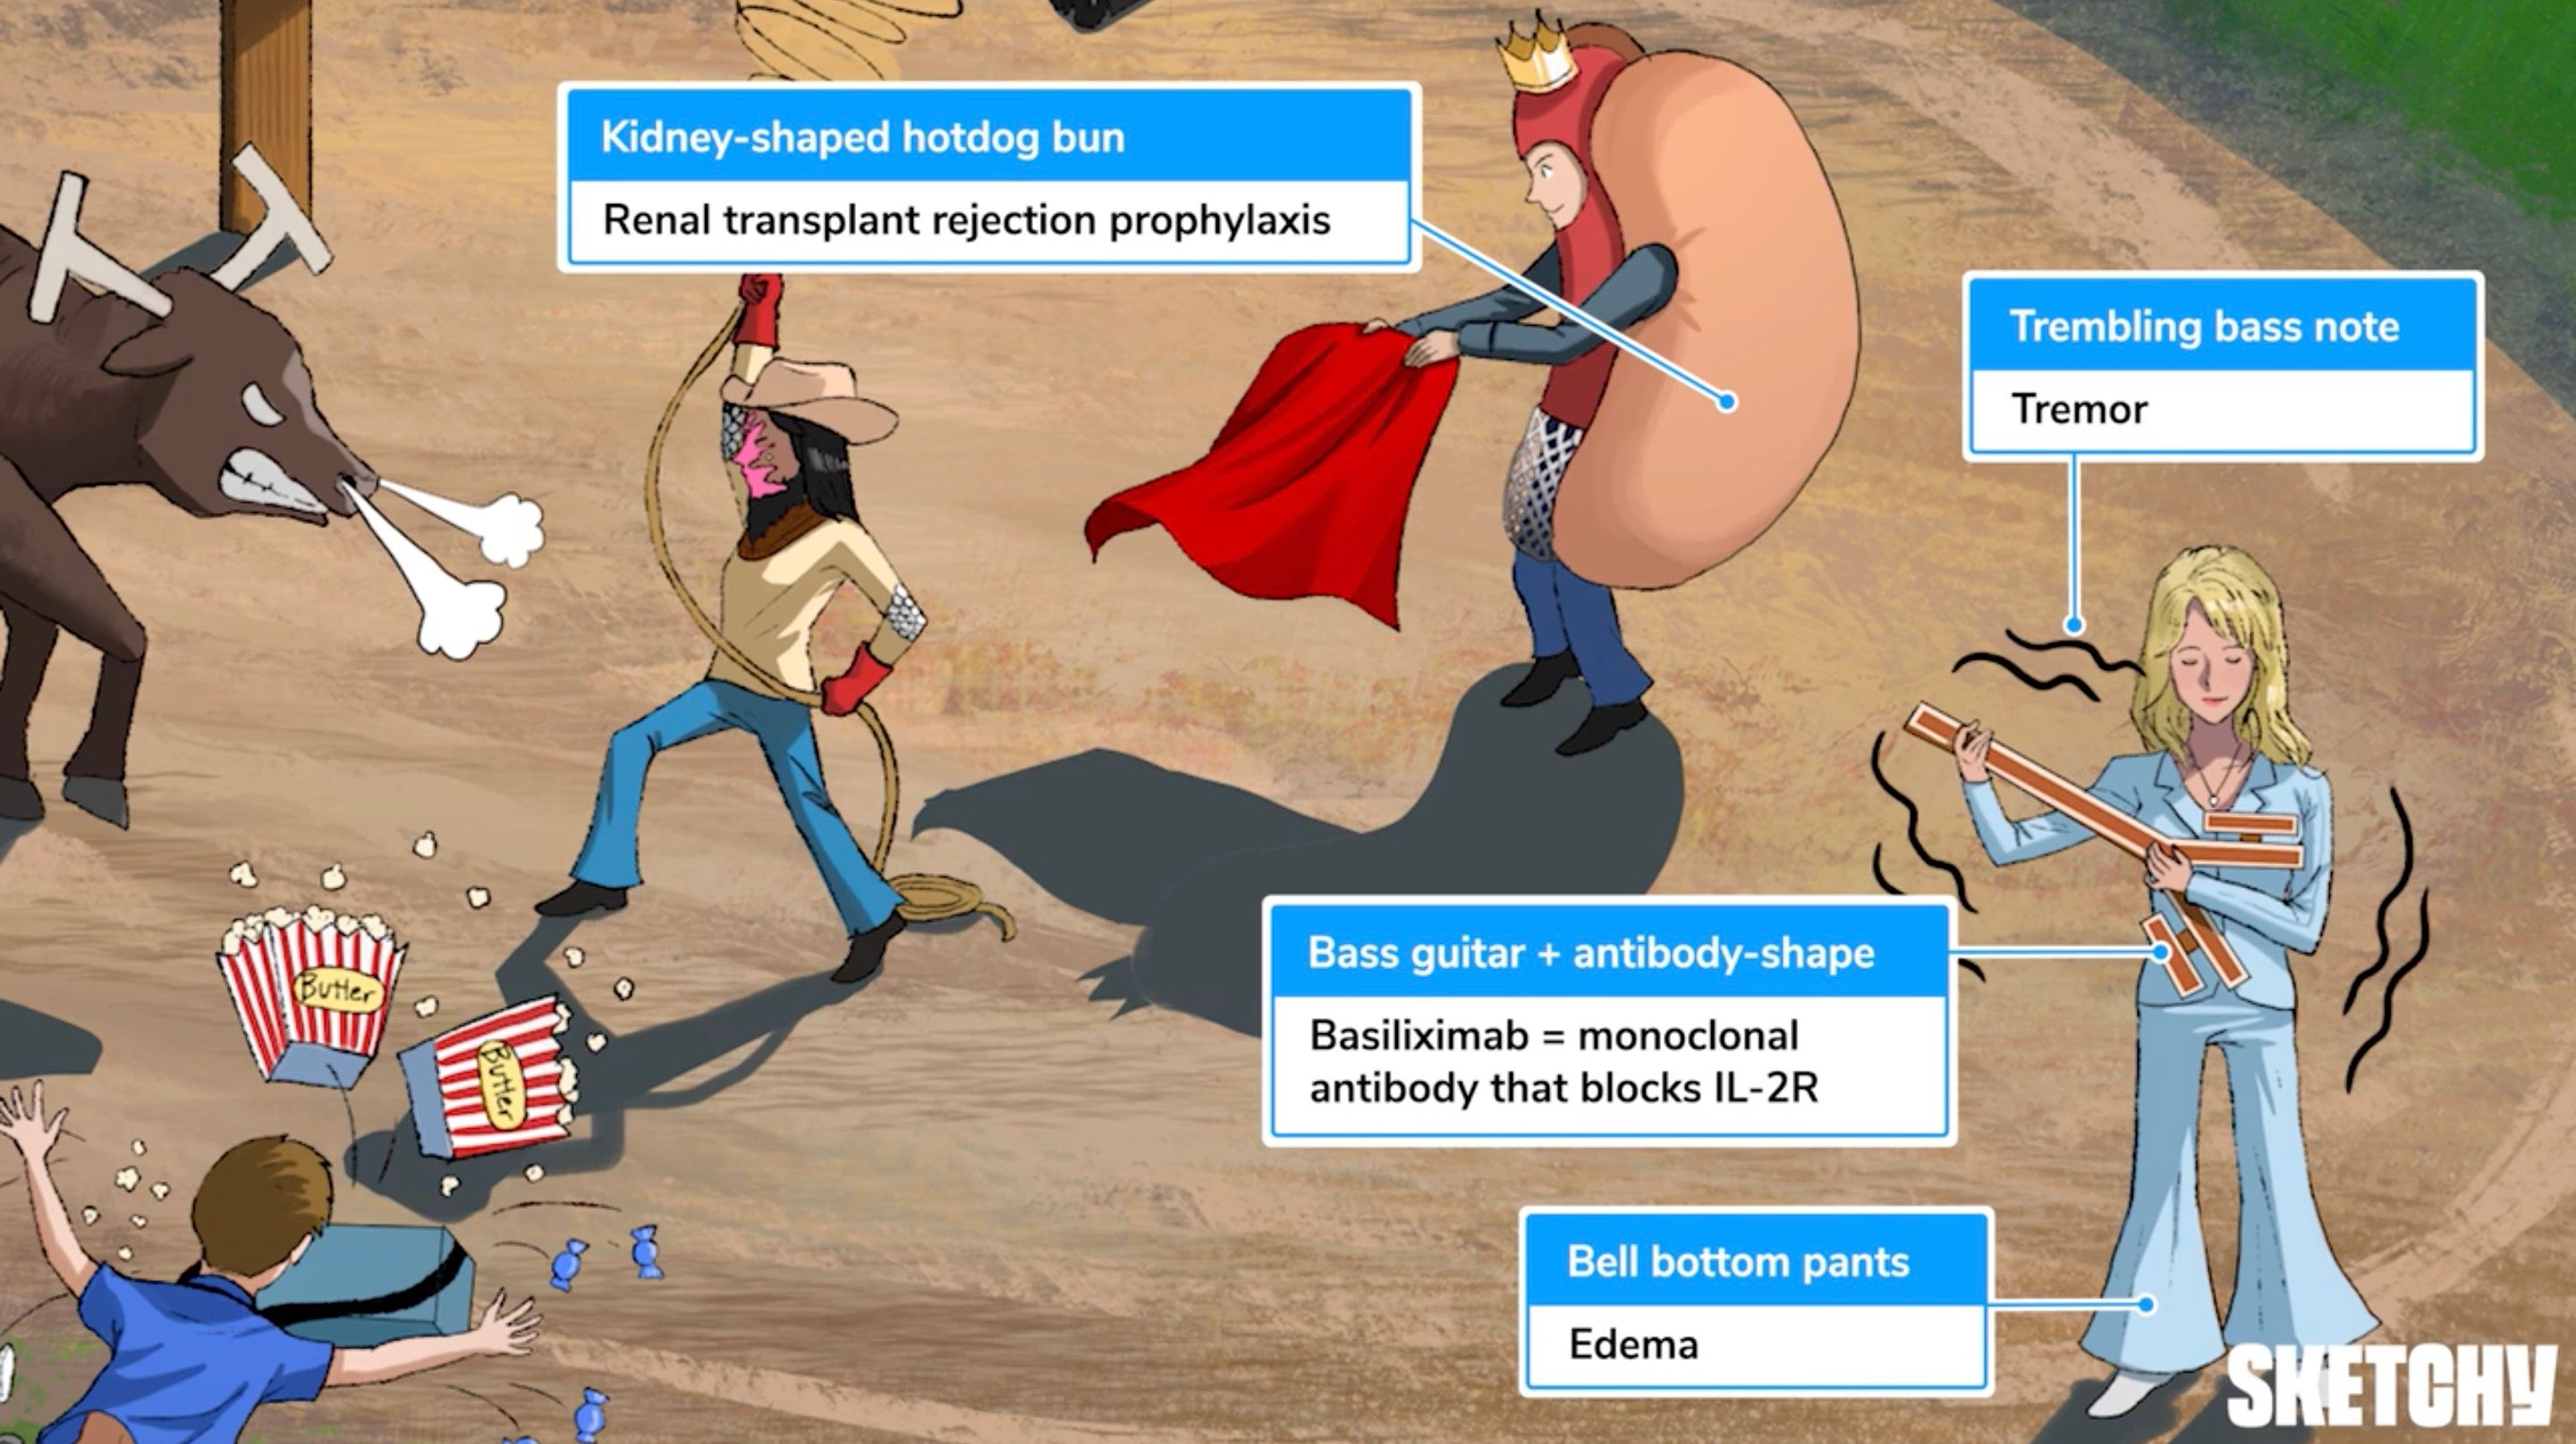 Kidney-shaped hotdog bun
Renal transplant rejection prophylaxis
Trembling bass note
Tremor
Butter
Butter
Bass guitar + antibody-shape
Basiliximab = monoclonal
antibody that blocks IL-2R
Bell bottom pants
Edema
SKETCHY